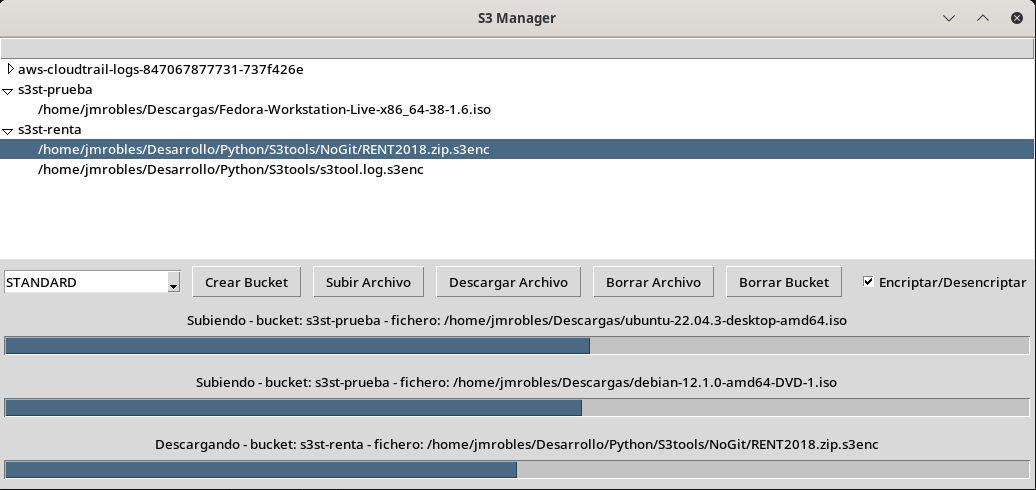 S3 Manager
aws-cloudtrail-logs-847067877731-737f426e
s3st-prueba
/home/jmrobles/Descargas/Fedora-Workstation-Live-x86_64-38-1.6.iso
s3st-renta
/home/jmrobles/Desarrollo/Python/S3tools/NoGit/RENT2018.zip.s3enc
/home/jmrobles/Desarrollo/Python/S3tools/s3tool.log.s3enc
STANDARD Crear Bucket Subir Archivo Descargar Archivo Borrar Archivo Borrar Bucket Encriptar/Desencriptar
Subiendo - bucket: s3st-prueba - fichero: /home/jmrobles/Descargas/ubuntu-22.04.3-desktop-amd64.iso
Subiendo - bucket: s3st-prueba - fichero: /home/jmrobles/Descargas/debian-12.1.0-amd64-DVD-1.iso
Descargando - bucket: s3st-renta - fichero: /home/jmrobles/Desarrollo/Python/S3tools/NoGit/RENT2018.zip.s3enc